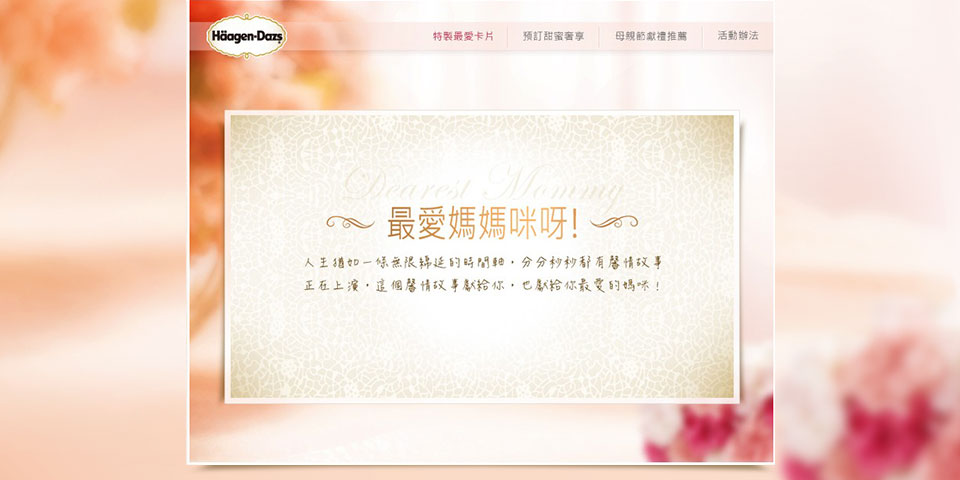 Häagen-Dazs
特製最愛卡片
預訂甜蜜奢享
母親節獻禮推薦
活動辦法
Dearest Mommy
最愛媽媽咪呀!
人生猶如一條無限綿延的時間軸，分分秒秒都有馨情故事
正在上演，這個馨情故事獻給你，也獻給你最愛的媽咪！